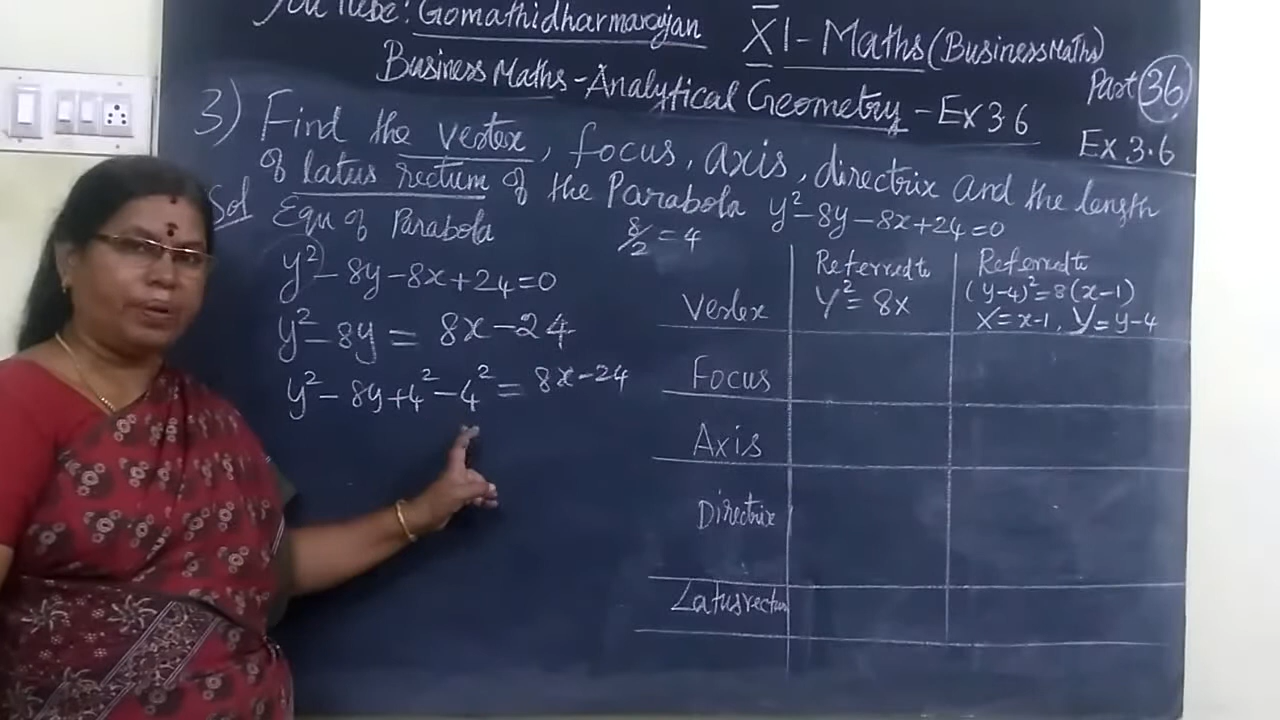 YouTube: Gomathidharmarajan
XI - Maths (Business Maths)
Business Maths - Analytical Geometry - Ex 3.6
Part 36
Ex 3.6
3) Find the vertex, focus, axis, directrix and the length
of latus rectum of the Parabola y² - 8y - 8x + 24 = 0
Sol Equ of Parabola
8/2 = 4
y² - 8y - 8x + 24 = 0
y² - 8y = 8x - 24
y² - 8y + 4² - 4² = 8x - 24
Referred to
Y² = 8X
Referred to
(y-4)² = 8(x-1)
X = x-1, Y = y-4
Vertex
Focus
Axis
Directrix
Latusrectum